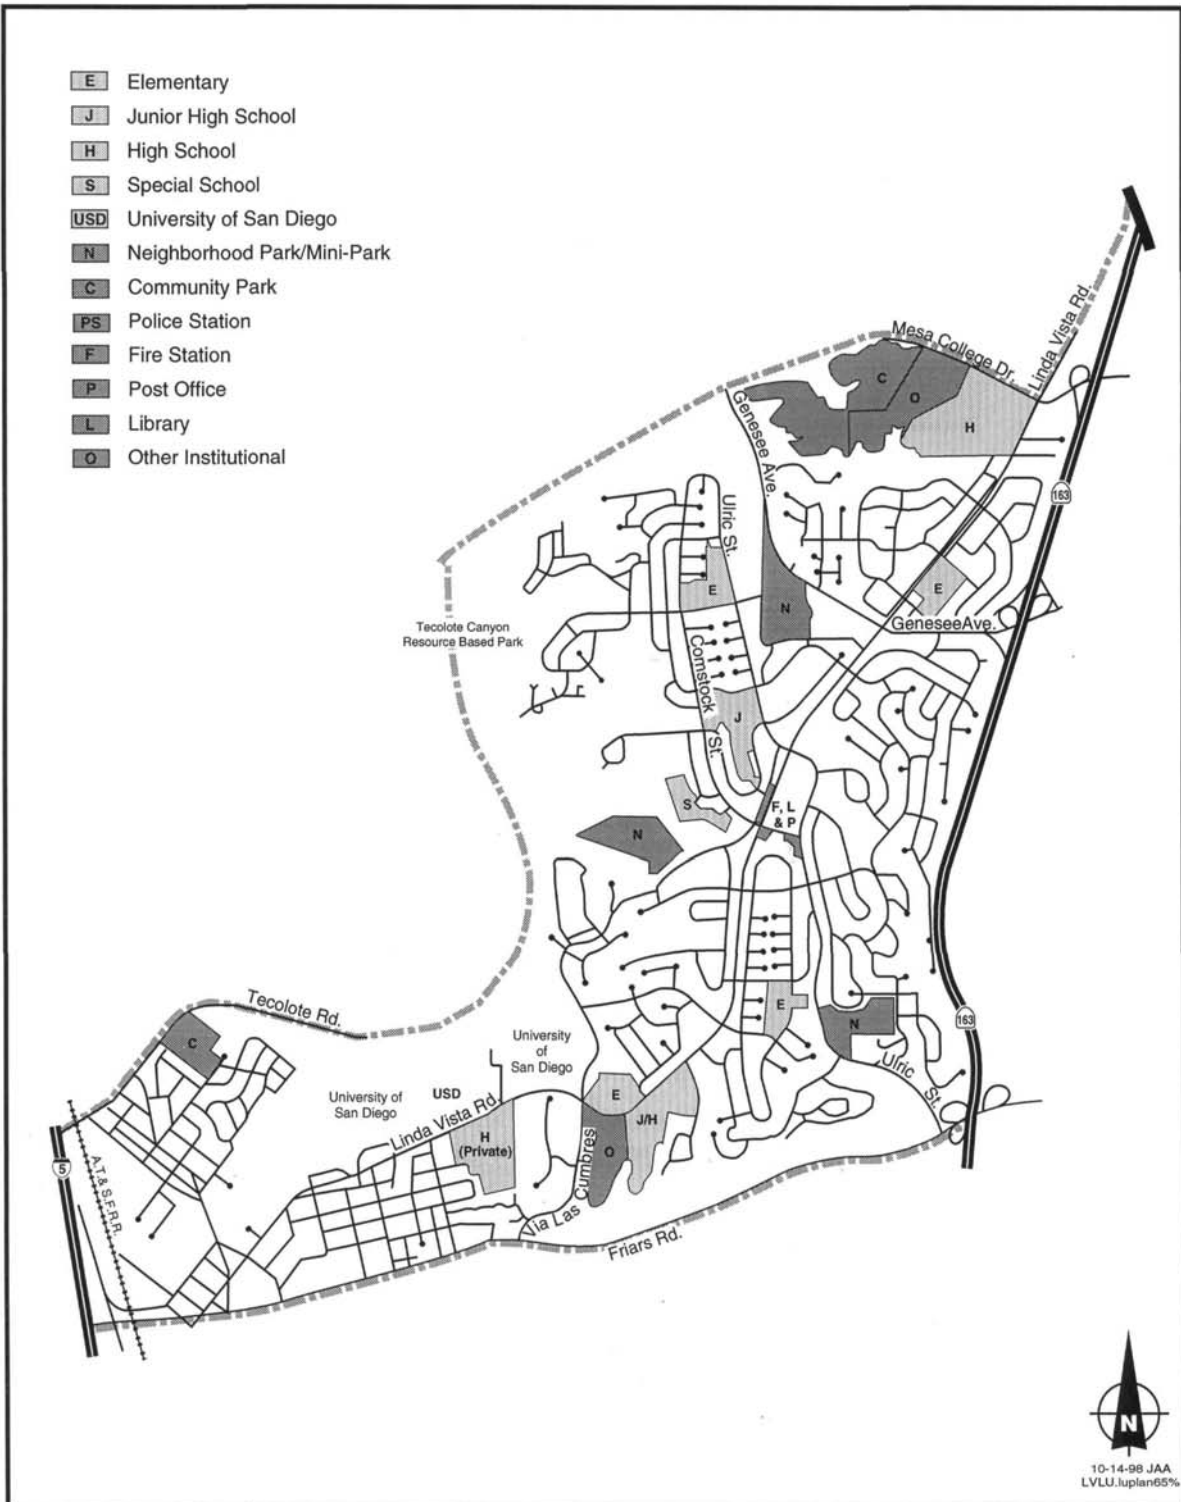 E Elementary
J Junior High School
H High School
S Special School
USD University of San Diego
N Neighborhood Park/Mini-Park
C Community Park
PS Police Station
F Fire Station
P Post Office
L Library
O Other Institutional
Mesa College Dr.
Linda Vista Rd.
C
O
H
Genesee Ave.
163
Ulric St.
E
N
E
GeneseeAve.
Tecolote Canyon
Resource Based Park
Comstock St.
J
S
F, L
& P
N
E
N
163
Ulric St.
Tecolote Rd.
C
University
of
San Diego
University of
San Diego
USD
Linda Vista Rd.
E
J/H
H
(Private)
O
Via Las Cumbres
Friars Rd.
5
A.T.& S.F.R.R.
N
10-14-98 JAA
LVLU.luplan65%